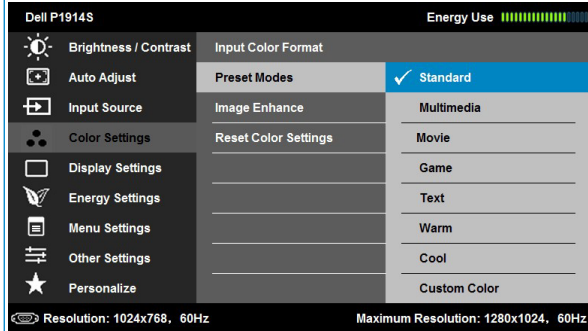 Dell P1914S Energy Use
Brightness / Contrast Input Color Format
Auto Adjust Preset Modes Standard
Input Source Image Enhance Multimedia
Color Settings Reset Color Settings Movie
Display Settings Game
Energy Settings Text
Menu Settings Warm
Other Settings Cool
Personalize Custom Color
Resolution: 1024x768, 60Hz Maximum Resolution: 1280x1024, 60Hz